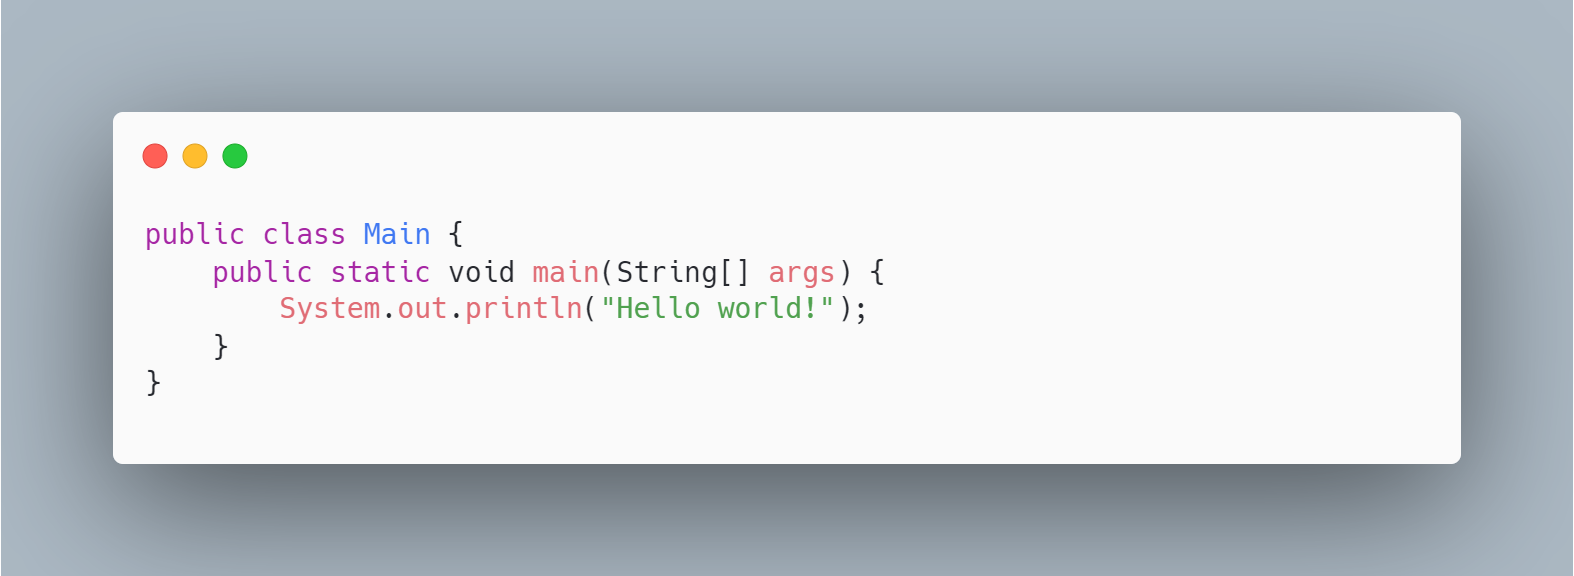 public class Main {
    public static void main(String[] args) {
        System.out.println("Hello world!");
    }
}